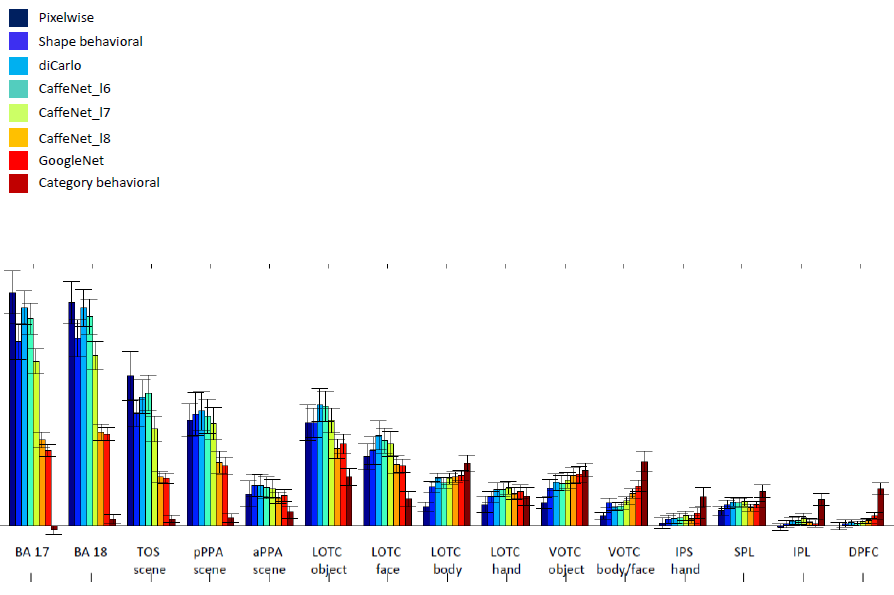 Pixelwise
Shape behavioral
diCarlo
CaffeNet_l6
CaffeNet_l7
CaffeNet_l8
GoogleNet
Category behavioral
BA 17 BA 18 TOS pPPA aPPA LOTC LOTC LOTC LOTC VOTC VOTC IPS SPL IPL DPFC
scene scene scene object face body hand object body/face hand